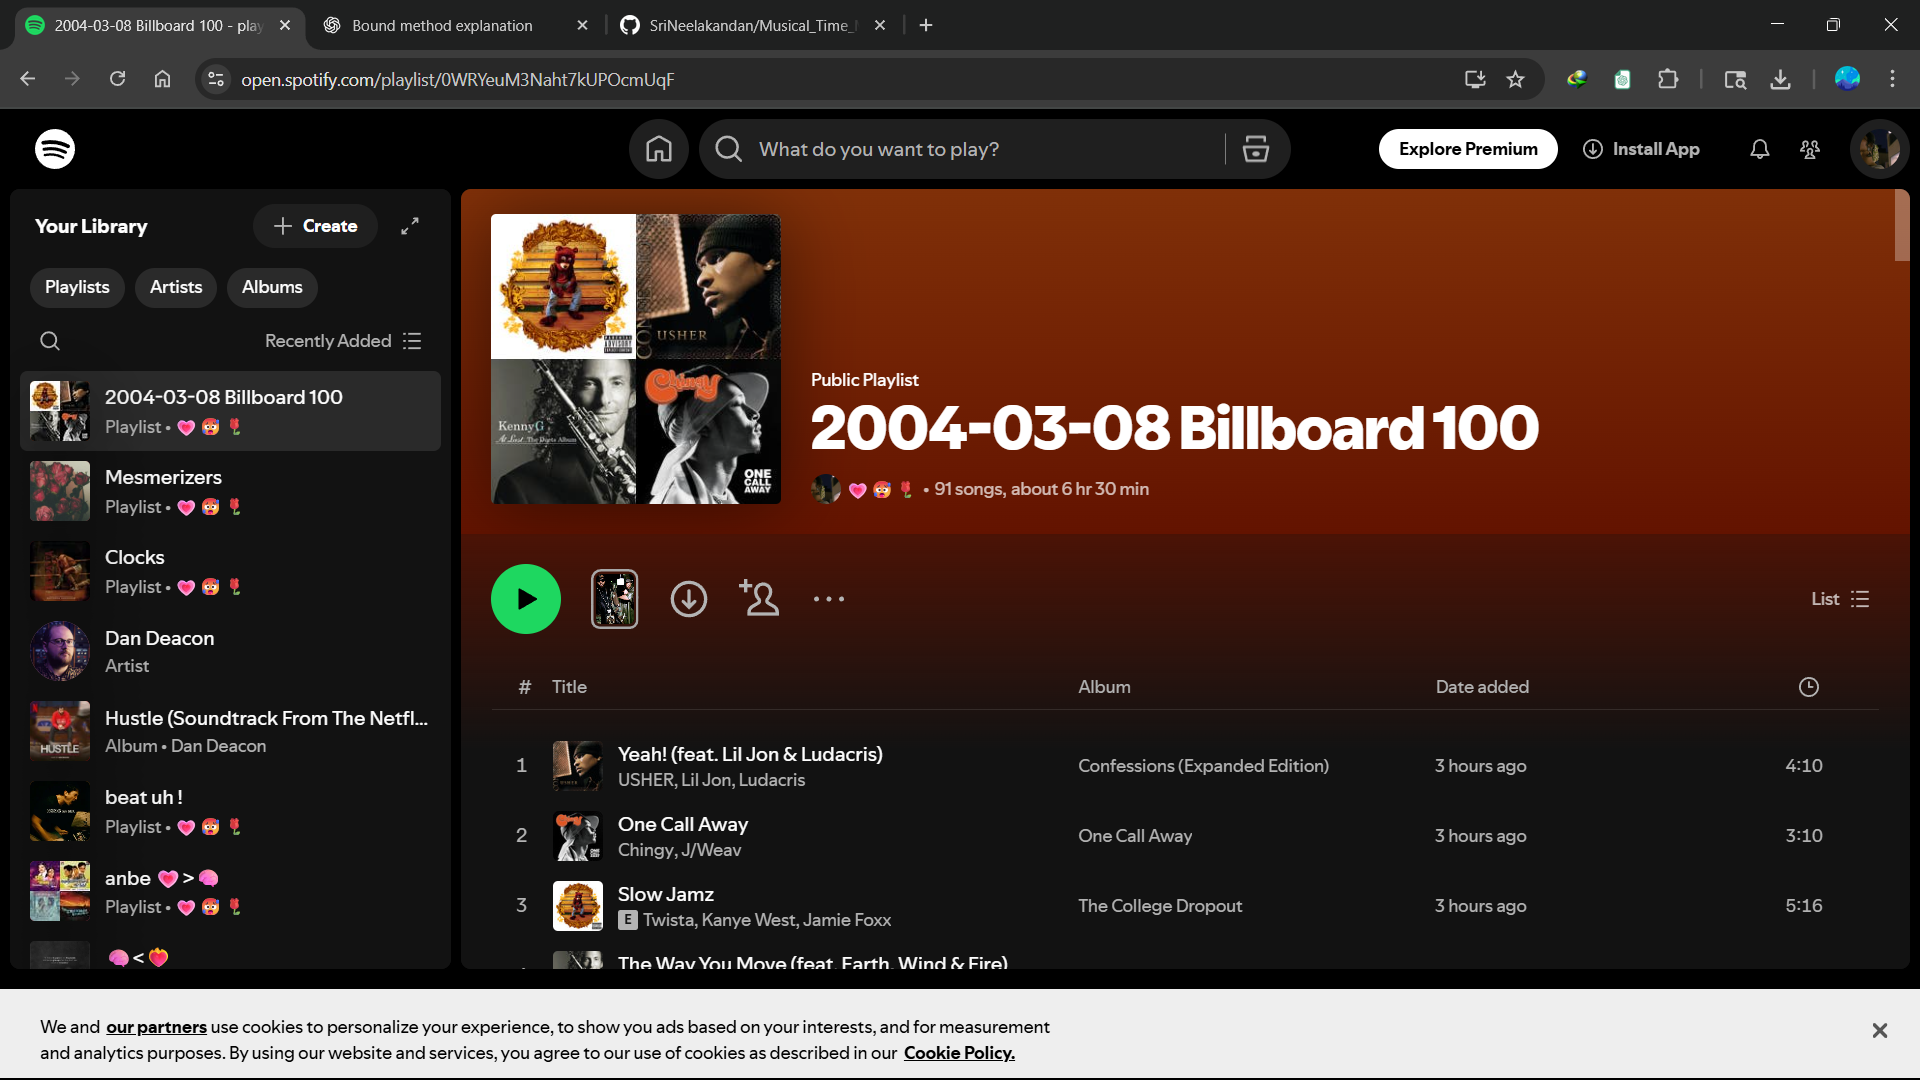 2004-03-08 Billboard 100 - play
Bound method explanation
SriNeelakandan/Musical_Time_
open.spotify.com/playlist/0WRYeuM3Naht7kUPOcmUqF
What do you want to play?
Explore Premium
Install App
Your Library
Create
Playlists
Artists
Albums
Recently Added
2004-03-08 Billboard 100
Playlist • 💗 🥵 🌷
Mesmerizers
Playlist • 💗 🥵 🌷
Clocks
Playlist • 💗 🥵 🌷
Dan Deacon
Artist
HUSTLE
Hustle (Soundtrack From The Netfl...
Album • Dan Deacon
beat uh !
Playlist • 💗 🥵 🌷
anbe 💗 > 🧠
Playlist • 💗 🥵 🌷
🧠 < ❤️‍🔥
USHER
KennyG
At Last...The Duets Album
Chingy
ONE
CALL
AWAY
Public Playlist
2004-03-08 Billboard 100
💗 🥵 🌷 • 91 songs, about 6 hr 30 min
List
# Title Album Date added
1 Yeah! (feat. Lil Jon & Ludacris) Confessions (Expanded Edition) 3 hours ago 4:10
USHER, Lil Jon, Ludacris
2 One Call Away One Call Away 3 hours ago 3:10
Chingy, J/Weav
3 Slow Jamz The College Dropout 3 hours ago 5:16
E Twista, Kanye West, Jamie Foxx
The Way You Move (feat. Earth, Wind & Fire)
We and our partners use cookies to personalize your experience, to show you ads based on your interests, and for measurement
and analytics purposes. By using our website and services, you agree to our use of cookies as described in our Cookie Policy.